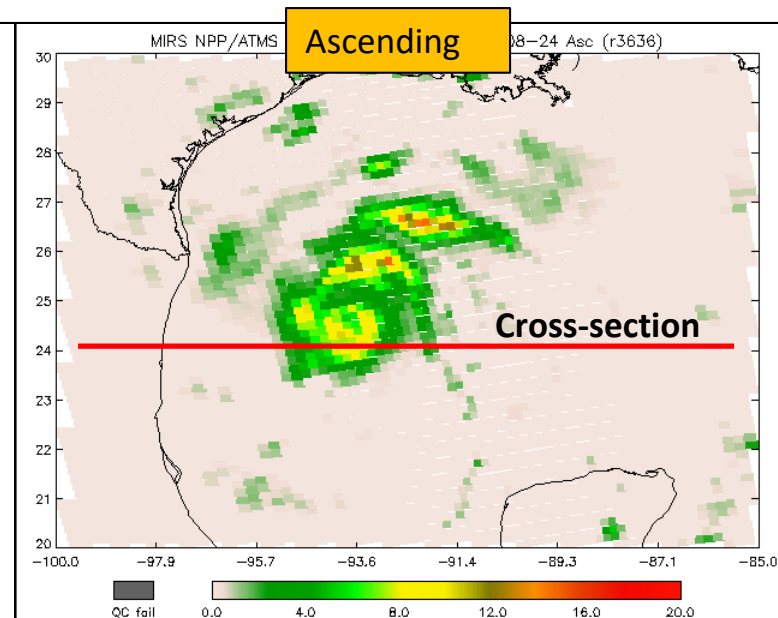 MIRS NPP/ATMS
Ascending
08-24 Asc (r3636)
30
29
28
27
26
25
24
23
22
21
20
Cross-section
-100.0 -97.9 -95.7 -93.6 -91.4 -89.3 -87.1 -85.0
QC fail
0.0 4.0 8.0 12.0 16.0 20.0